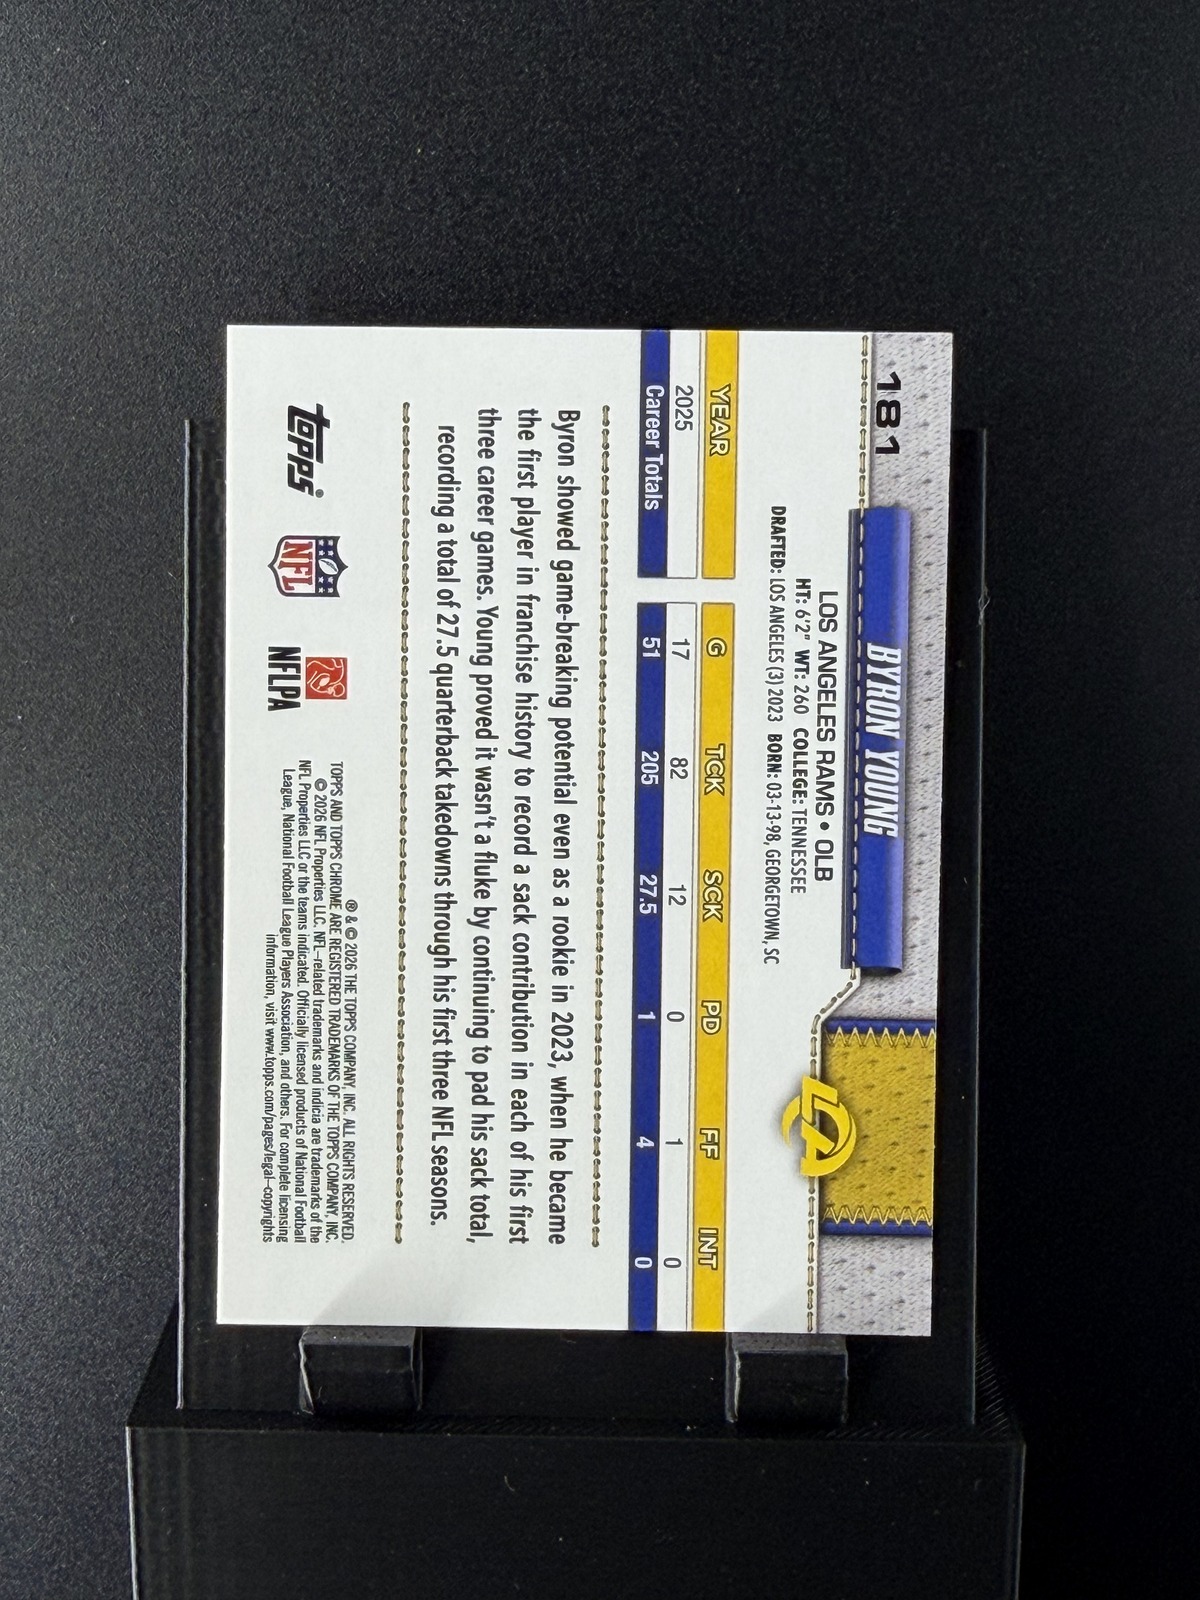 181
BYRON YOUNG
LOS ANGELES RAMS • OLB
HT: 6'2" WT: 260 COLLEGE: TENNESSEE
DRAFTED: LOS ANGELES (3) 2023 BORN: 03-13-98, GEORGETOWN, SC
LA
YEAR G TCK SCK PD FF INT
2025 17 82 12 0 1 0
Career Totals 51 205 27.5 1 4 0
Byron showed game-breaking potential even as a rookie in 2023, when he became
the first player in franchise history to record a sack contribution in each of his first
three career games. Young proved it wasn't a fluke by continuing to pad his sack total,
recording a total of 27.5 quarterback takedowns through his first three NFL seasons.
topps®
NFL
NFLPA
® & © 2026 THE TOPPS COMPANY, INC. ALL RIGHTS RESERVED.
TOPPS AND TOPPS CHROME ARE REGISTERED TRADEMARKS OF THE TOPPS COMPANY, INC.
© 2026 NFL Properties LLC. NFL-related trademarks and indicia are trademarks of the
NFL Properties LLC or the teams indicated. Officially licensed products of National Football
League, National Football League Players Association, and others. For complete licensing
information, visit www.topps.com/pages/legal-copyrights